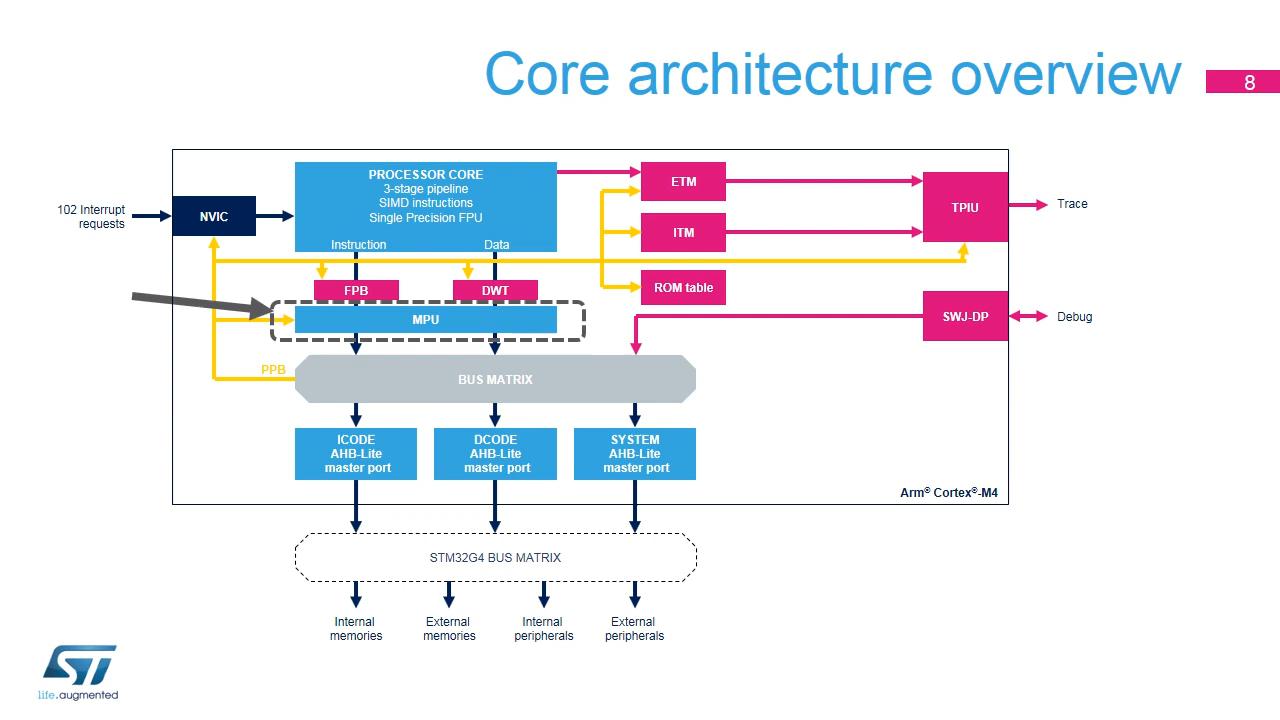 Core architecture overview
8
PROCESSOR CORE
3-stage pipeline
SIMD instructions
Single Precision FPU
Instruction
Data
102 Interrupt
requests
NVIC
ETM
ITM
ROM table
TPIU
Trace
FPB
DWT
MPU
SWJ-DP
Debug
PPB
BUS MATRIX
ICODE
AHB-Lite
master port
DCODE
AHB-Lite
master port
SYSTEM
AHB-Lite
master port
Arm® Cortex®-M4
STM32G4 BUS MATRIX
Internal
memories
External
memories
Internal
peripherals
External
peripherals
ST
life.augmented